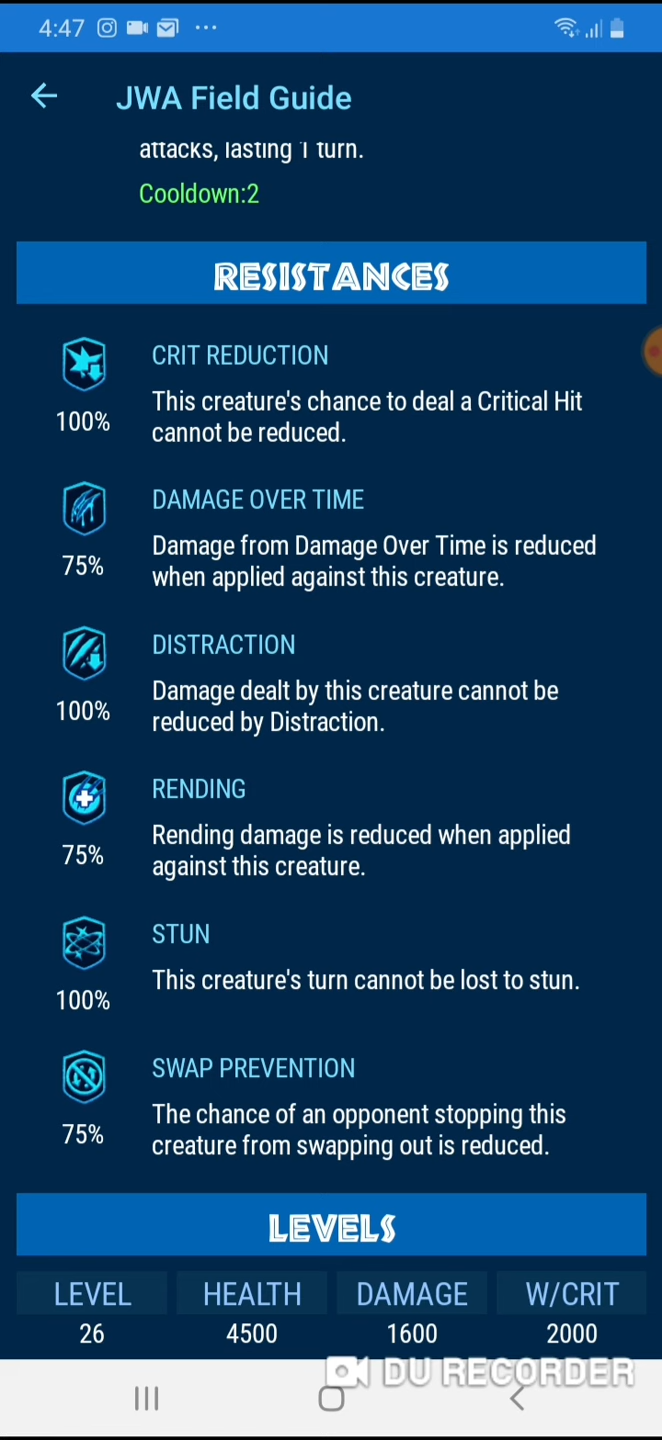 4:47
JWA Field Guide
attacks, lasting 1 turn.
Cooldown:2
RESISTANCES
CRIT REDUCTION
This creature's chance to deal a Critical Hit
100%
cannot be reduced.
DAMAGE OVER TIME
Damage from Damage Over Time is reduced
75%
when applied against this creature.
DISTRACTION
Damage dealt by this creature cannot be
100%
reduced by Distraction.
RENDING
Rending damage is reduced when applied
75%
against this creature.
STUN
This creature's turn cannot be lost to stun.
100%
SWAP PREVENTION
The chance of an opponent stopping this
75%
creature from swapping out is reduced.
LEVELS
LEVEL HEALTH DAMAGE W/CRIT
26 4500 1600 2000
DU RECORDER